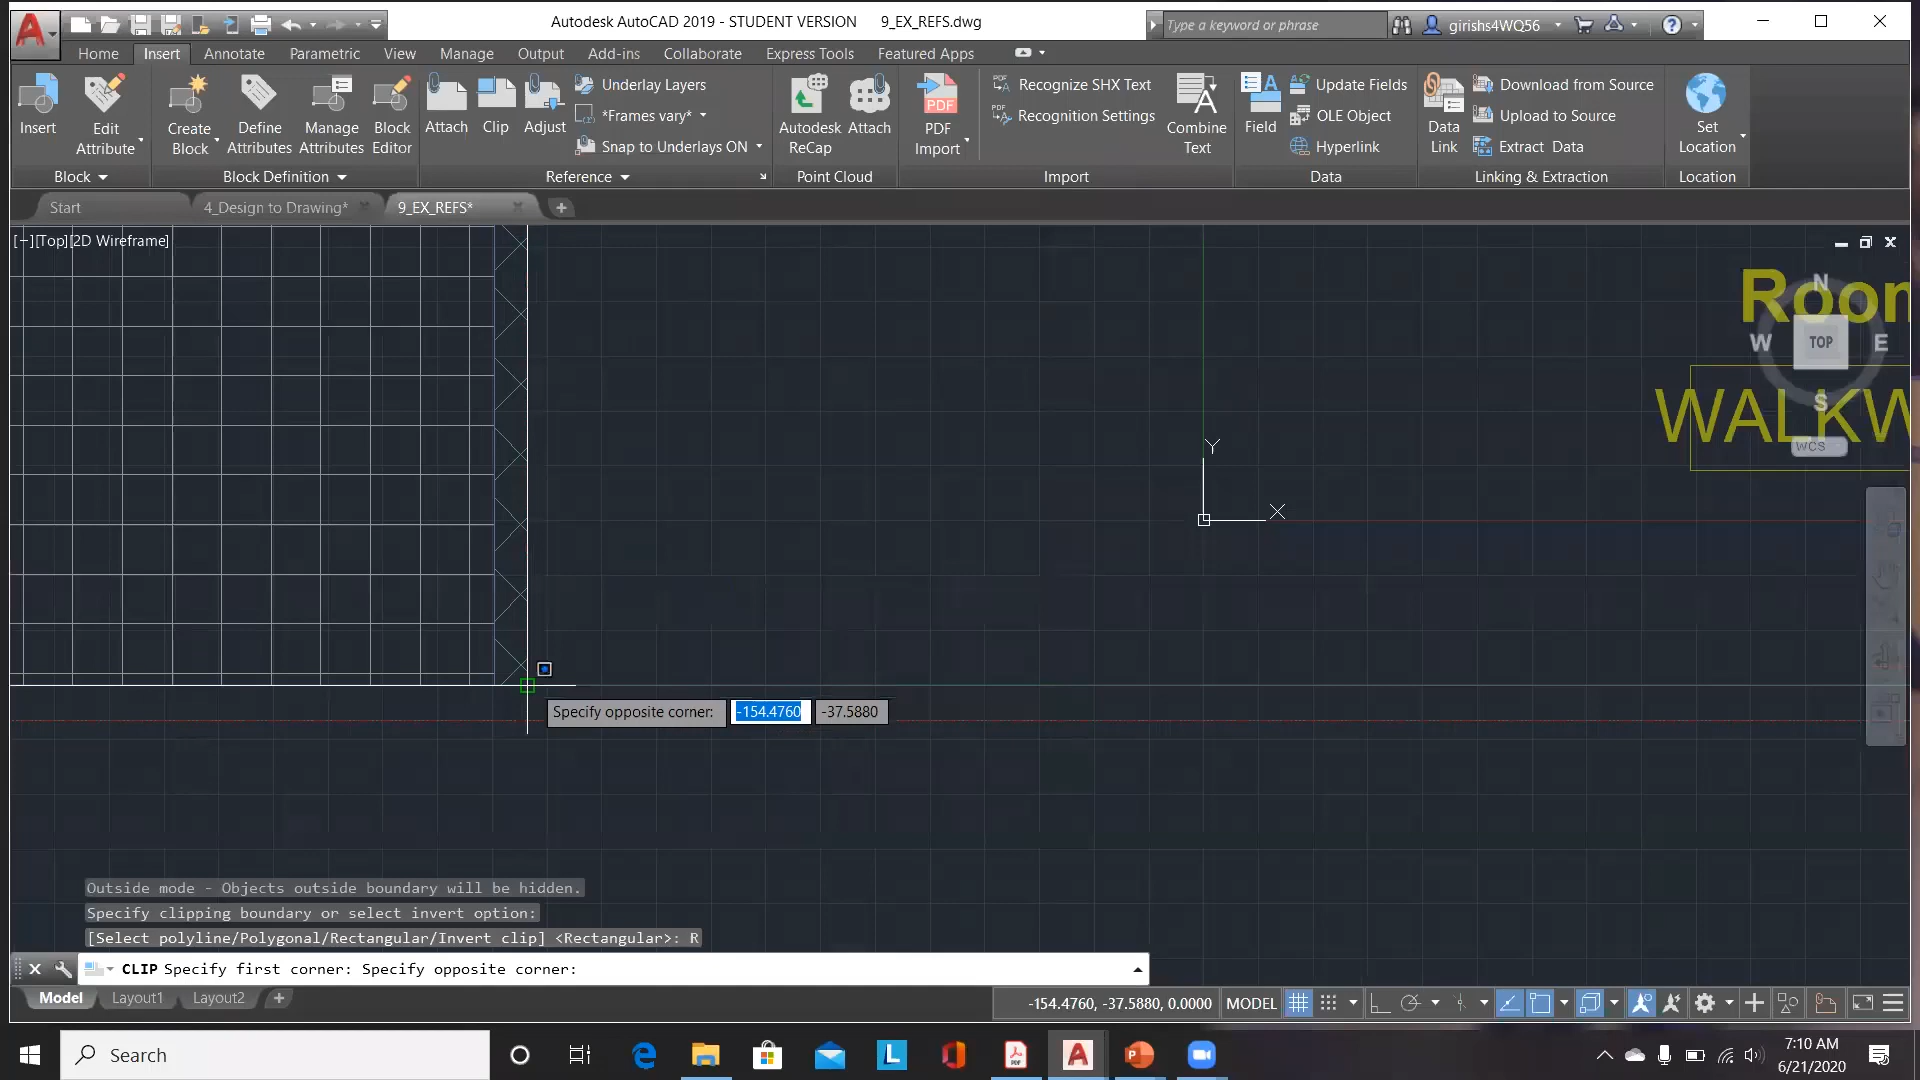 Autodesk AutoCAD 2019 - STUDENT VERSION 9_EX_REFS.dwg
Type a keyword or phrase
girishs4WQ56
Home Insert Annotate Parametric View Manage Output Add-ins Collaborate Express Tools Featured Apps
Insert
Edit Attribute
Create Block
Define Attributes
Manage Attributes
Block Editor
Attach
Clip
Adjust
Underlay Layers
*Frames vary*
Snap to Underlays ON
Autodesk ReCap
Attach
PDF Import
Recognize SHX Text
Recognition Settings
Combine Text
Field
Update Fields
OLE Object
Hyperlink
Data Link
Download from Source
Upload to Source
Extract Data
Set Location
Block Block Definition Reference Point Cloud Import Data Linking & Extraction Location
Start 4_Design to Drawing* 9_EX_REFS*
[−][Top][2D Wireframe]
Roon
WALKW
N
W TOP E
S
WCS
Y
X
Specify opposite corner: -154.4760 -37.5880
Outside mode - Objects outside boundary will be hidden.
Specify clipping boundary or select invert option:
[Select polyline/Polygonal/Rectangular/Invert clip] <Rectangular>: R
CLIP Specify first corner: Specify opposite corner:
Model Layout1 Layout2
-154.4760, -37.5880, 0.0000 MODEL
Search
7:10 AM
6/21/2020